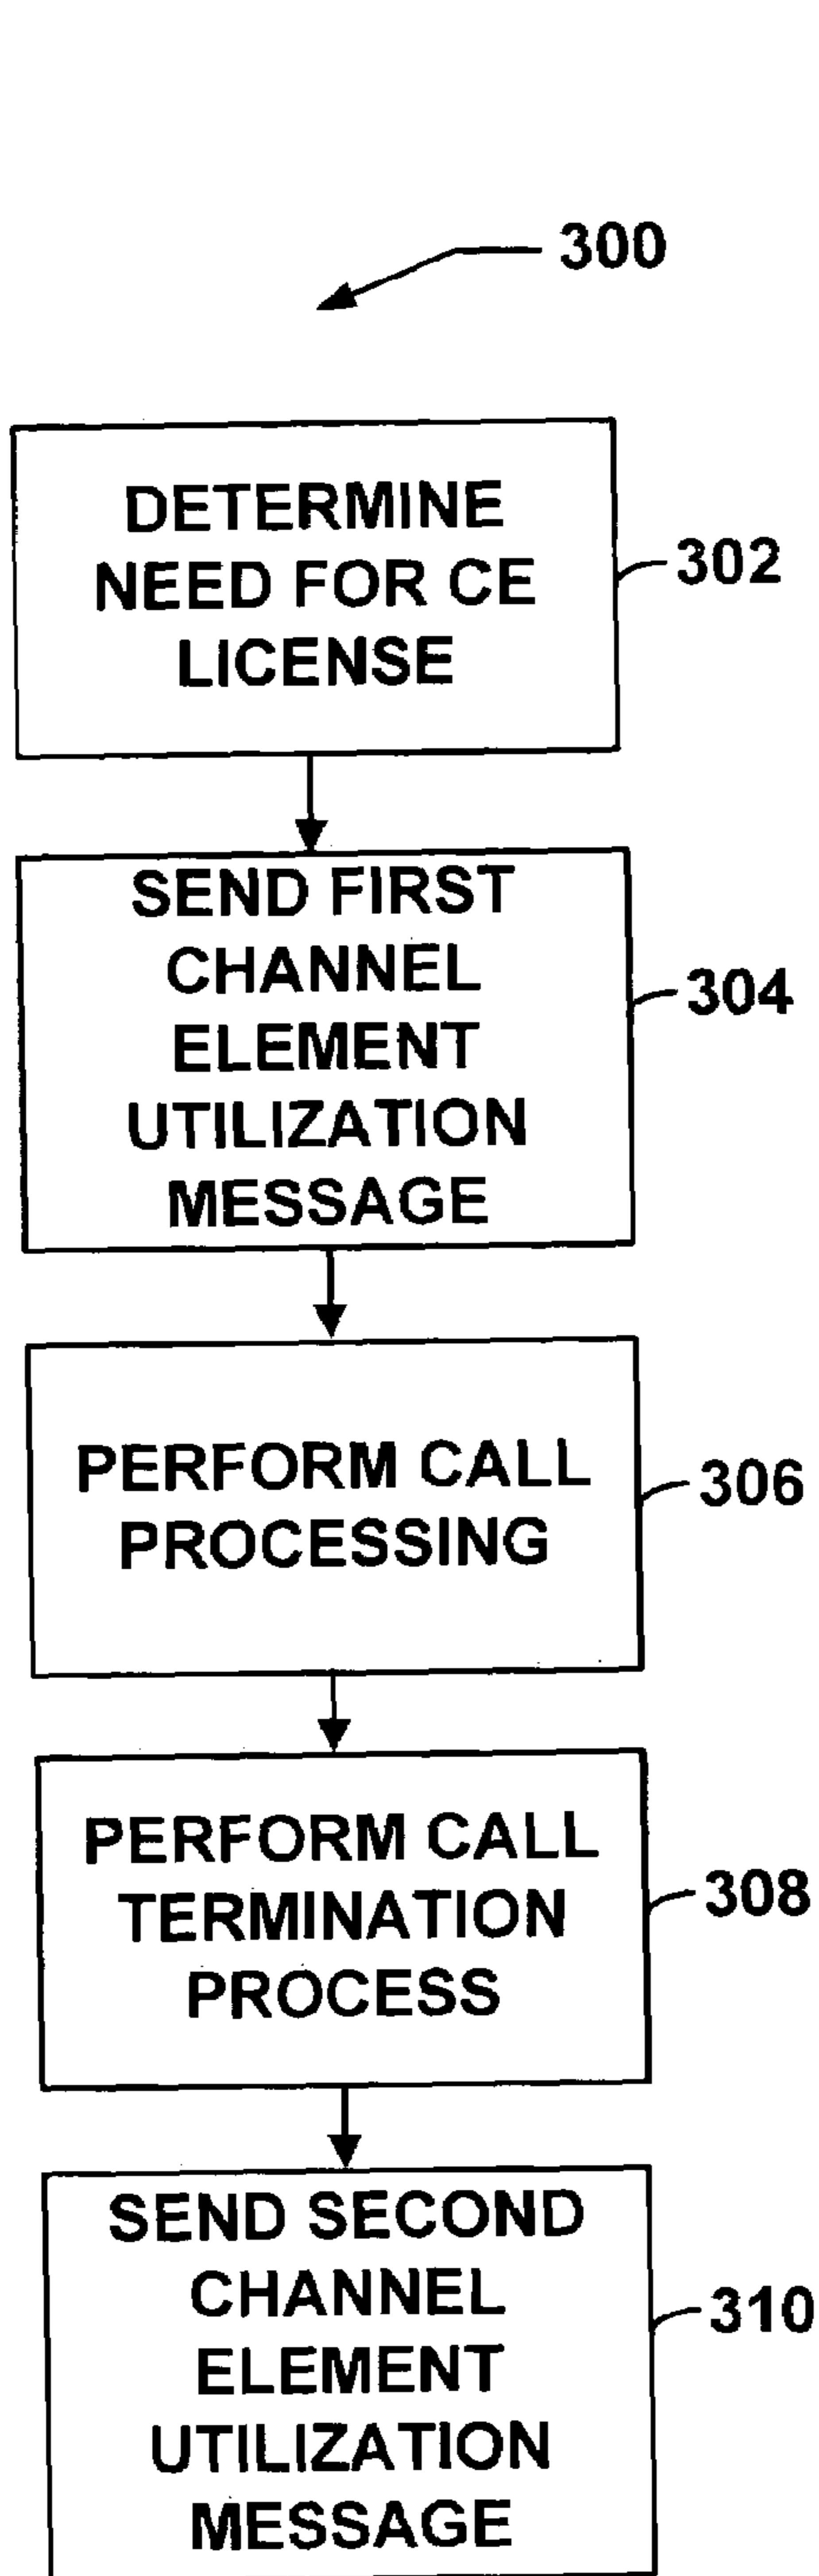 300
DETERMINE
NEED FOR CE
LICENSE
302
SEND FIRST
CHANNEL
ELEMENT
UTILIZATION
MESSAGE
304
PERFORM CALL
PROCESSING
306
PERFORM CALL
TERMINATION
PROCESS
308
SEND SECOND
CHANNEL
ELEMENT
UTILIZATION
MESSAGE
310